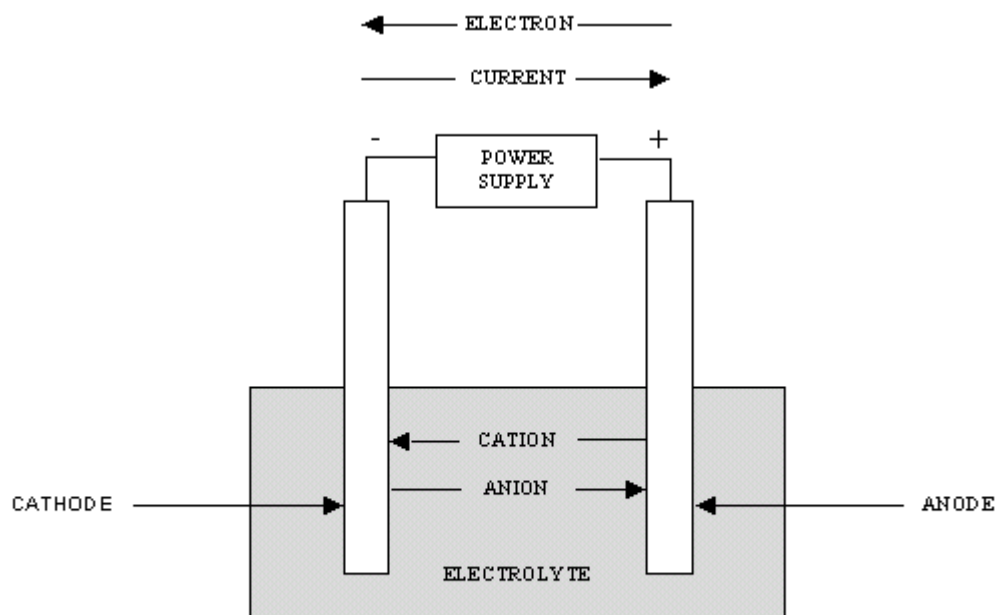 ELECTRON
CURRENT
- +
POWER
SUPPLY
CATION
ANION
CATHODE
ANODE
ELECTROLYTE